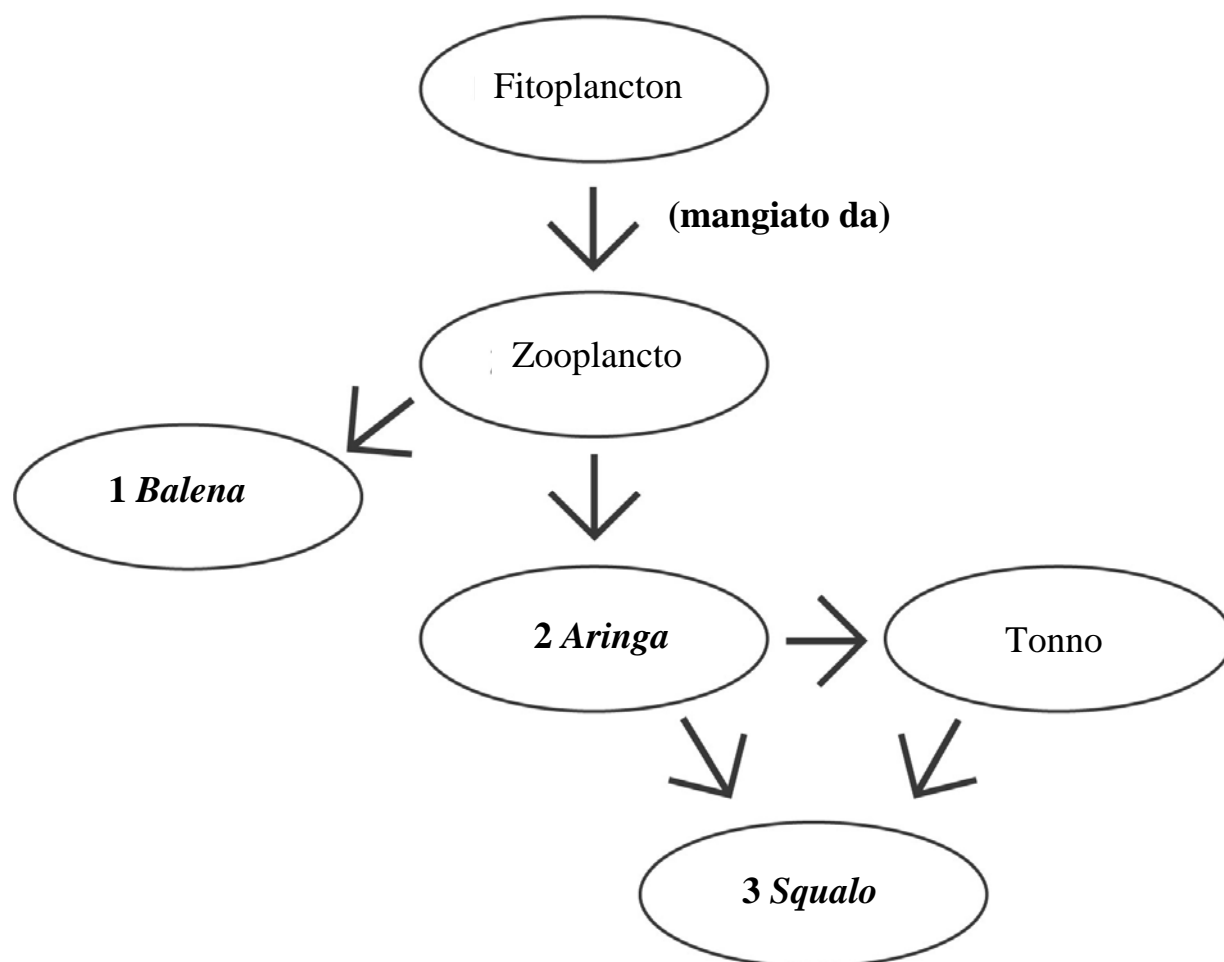 Fitoplancton
(mangiato da)
Zooplancto
1 Balena
2 Aringa
Tonno
3 Squalo